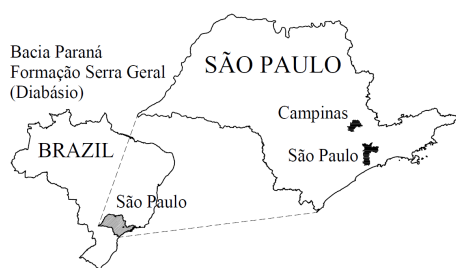 Bacia Paraná
Formação Serra Geral
(Diabásio)
SÃO PAULO
Campinas
São Paulo
BRAZIL
São Paulo